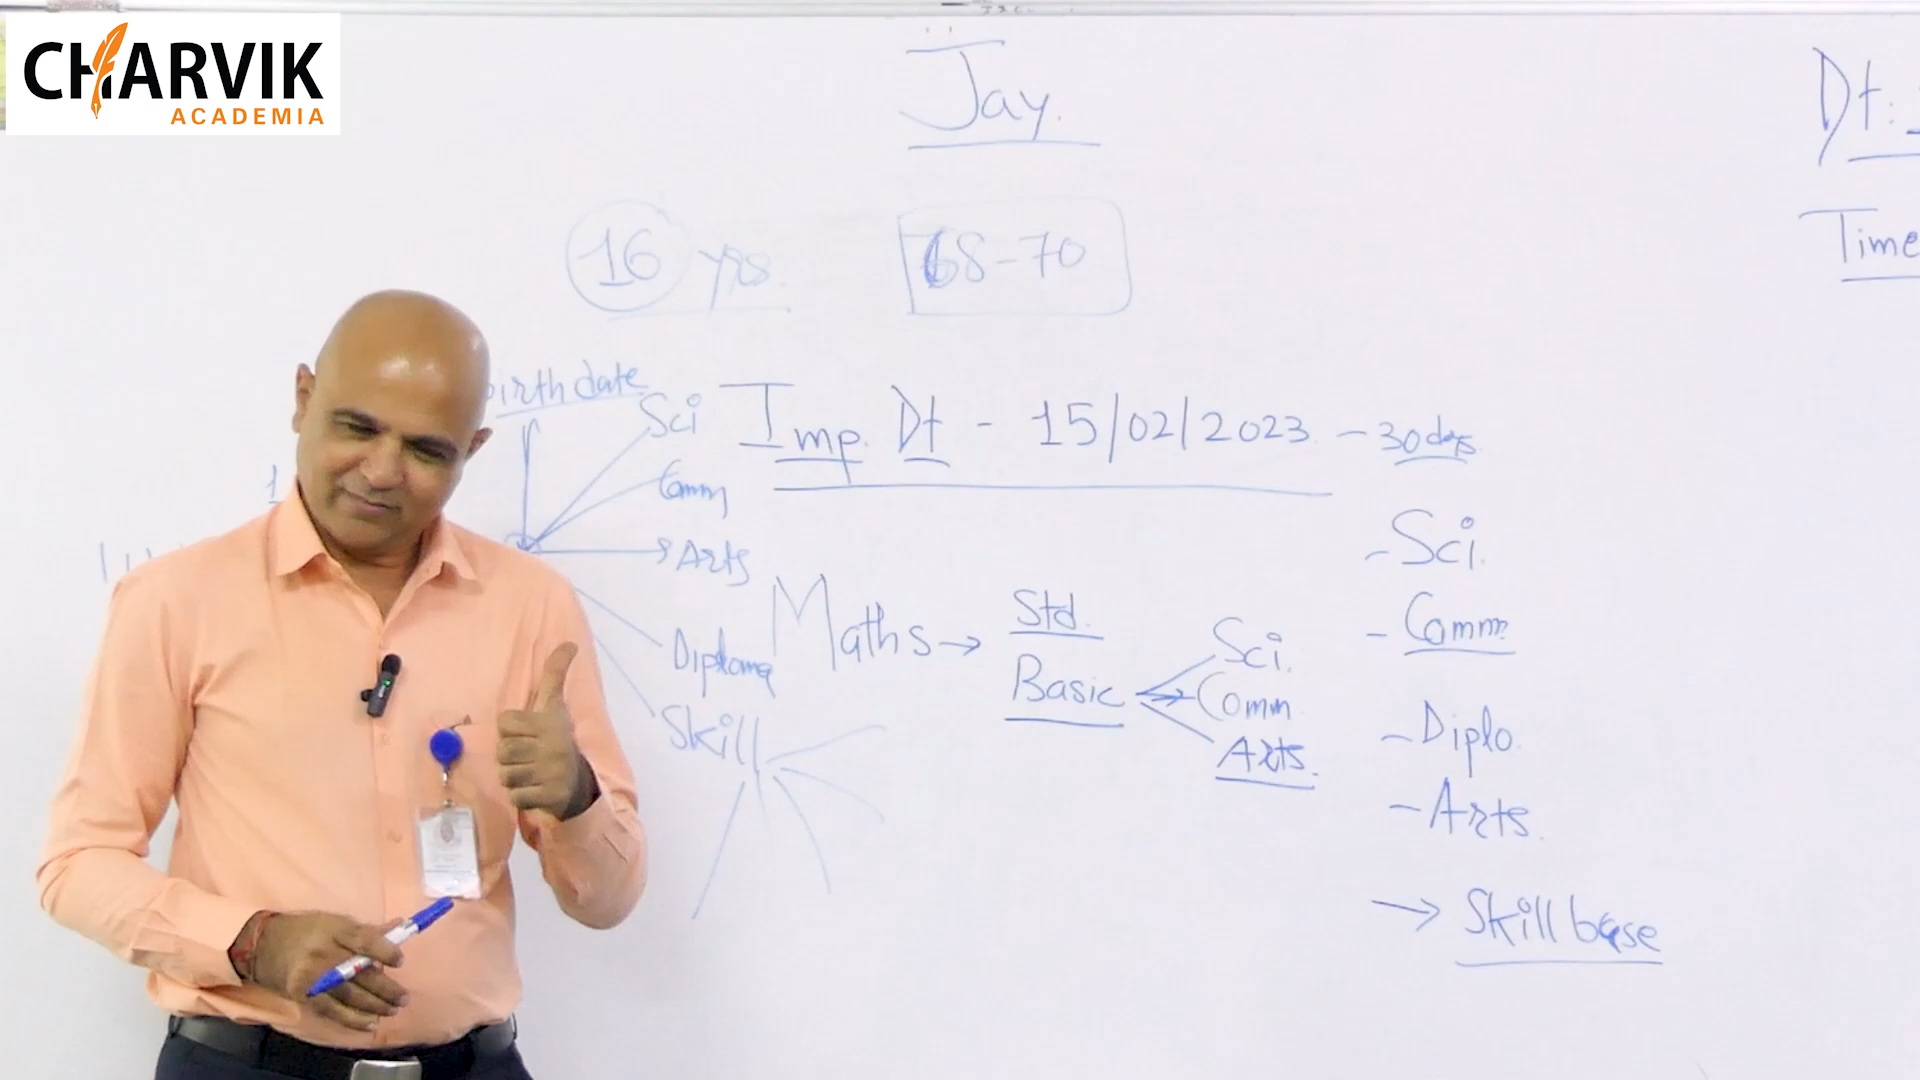 CHARVIK
ACADEMIA
Jay.
Dt:
Time
16 yrs.
68-70
Birth date
Imp. Dt - 15/02/2023 - 30 days
Sci
Comm
Arts
Diploma
Skill
Maths → Std.
Basic
Sci.
Comm
Arts.
- Sci.
- Comm.
- Diplo.
- Arts.
→ Skill base